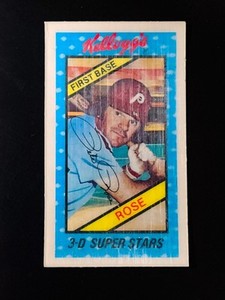 Kellogg's
FIRST BASE
P
ROSE
3-D SUPER STARS